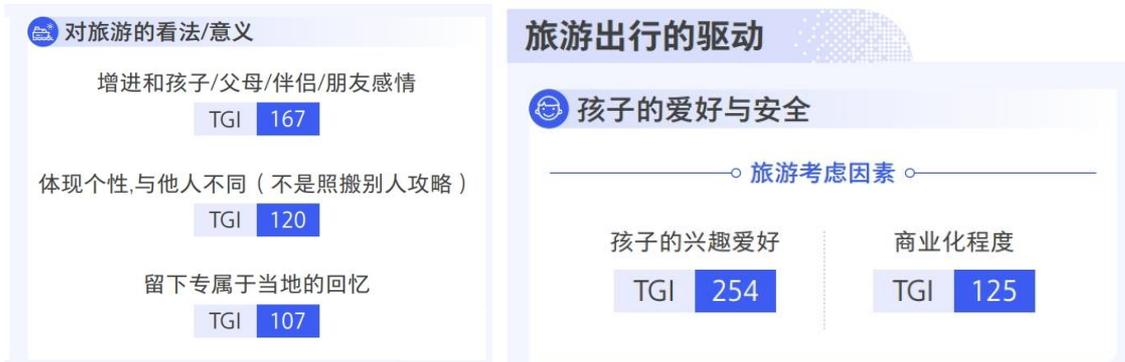 对旅游的看法/意义
增进和孩子/父母/伴侣/朋友感情
TGI 167
体现个性,与他人不同（不是照搬别人攻略）
TGI 120
留下专属于当地的回忆
TGI 107
旅游出行的驱动
孩子的爱好与安全
旅游考虑因素
孩子的兴趣爱好
TGI 254
商业化程度
TGI 125